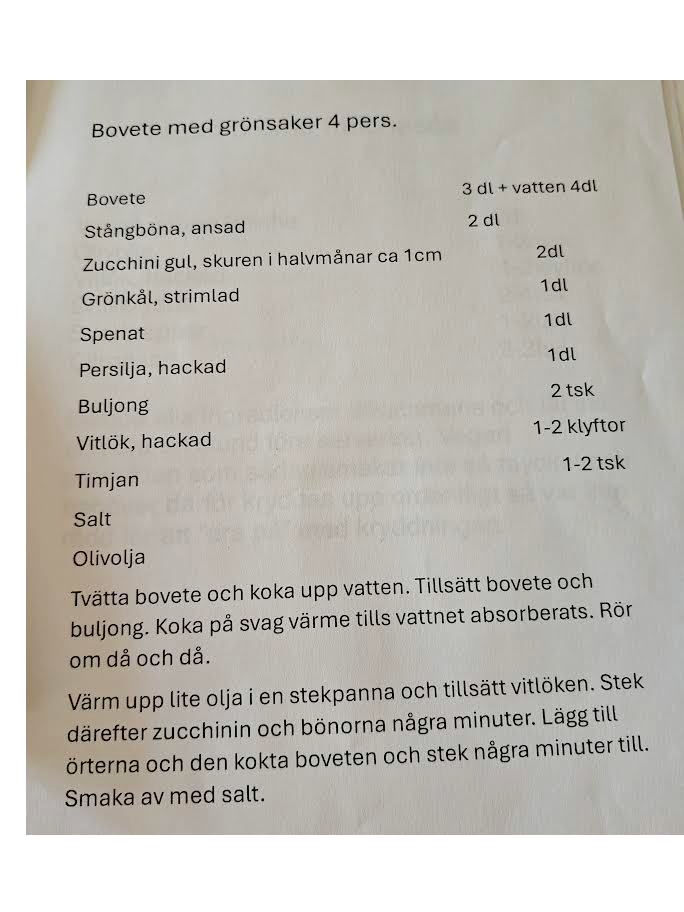 Bovete med grönsaker 4 pers.
Bovete 3 dl + vatten 4dl
Stångböna, ansad 2 dl
Zucchini gul, skuren i halvmånar ca 1cm 2dl
Grönkål, strimlad 1dl
Spenat 1dl
Persilja, hackad 1dl
Buljong 2 tsk
Vitlök, hackad 1-2 klyftor
Timjan 1-2 tsk
Salt
Olivolja
Tvätta bovete och koka upp vatten. Tillsätt bovete och
buljong. Koka på svag värme tills vattnet absorberats. Rör
om då och då.
Värm upp lite olja i en stekpanna och tillsätt vitlöken. Stek
därefter zucchinin och bönorna några minuter. Lägg till
örterna och den kokta boveten och stek några minuter till.
Smaka av med salt.